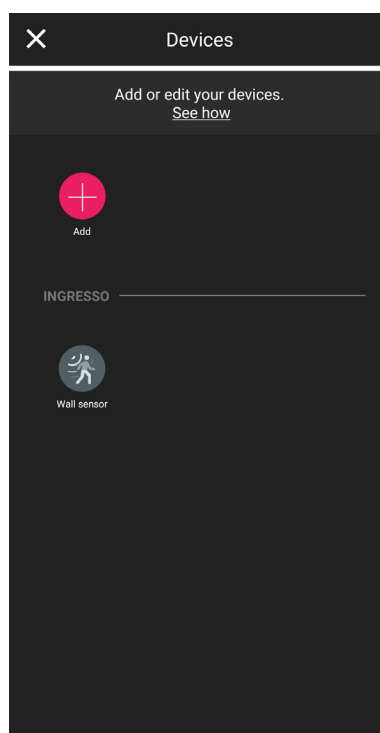 Devices
Add or edit your devices.
See how
Add
INGRESSO
Wall sensor